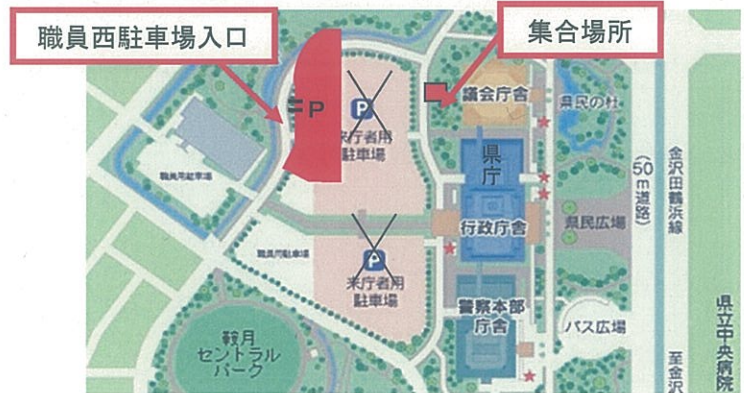 職員西駐車場入口
集合場所
P
P
議会庁舎
県民の杜
来庁者用
駐車場
県庁
職員用駐車場
(50m道路)
金沢田鶴浜線
行政庁舎
県民広場
職員用駐車場
P
来庁者用
駐車場
警察本部
庁舎
バス広場
県立中央病院
至金沢
鞍月
セントラル
パーク